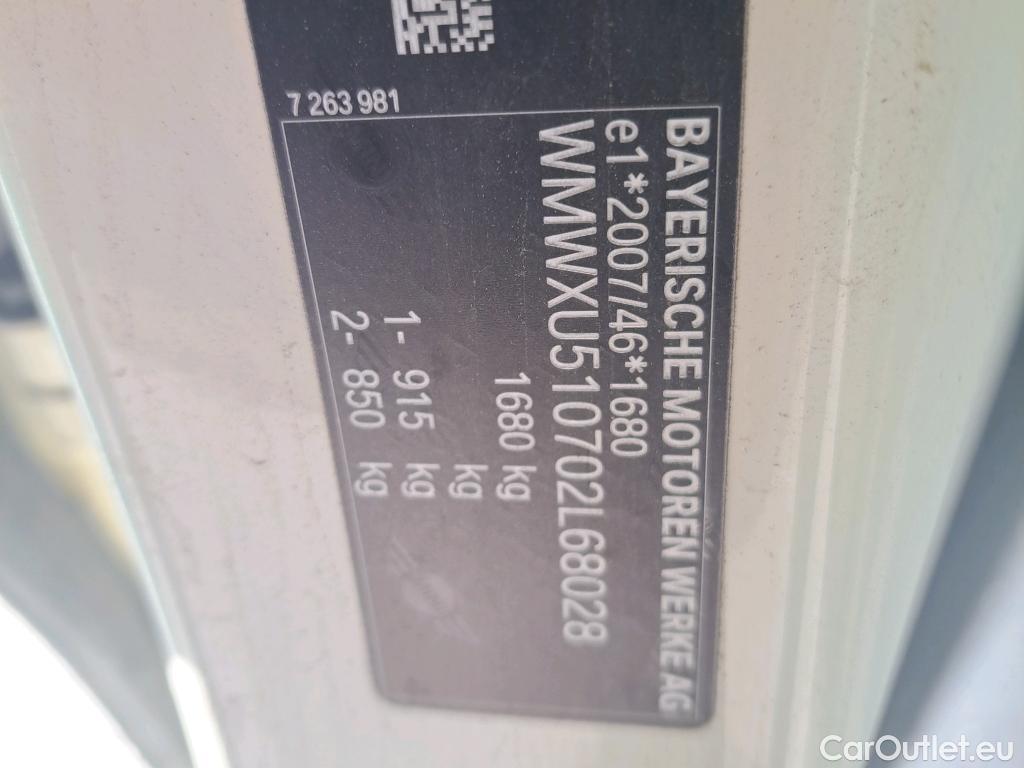 7 263 981
BAYERISCHE MOTOREN WERKE AG
e1*2007/46*1680
WMWXU510702L68028
1680 kg
kg
1- 915 kg
2- 850 kg
CarOutlet.eu